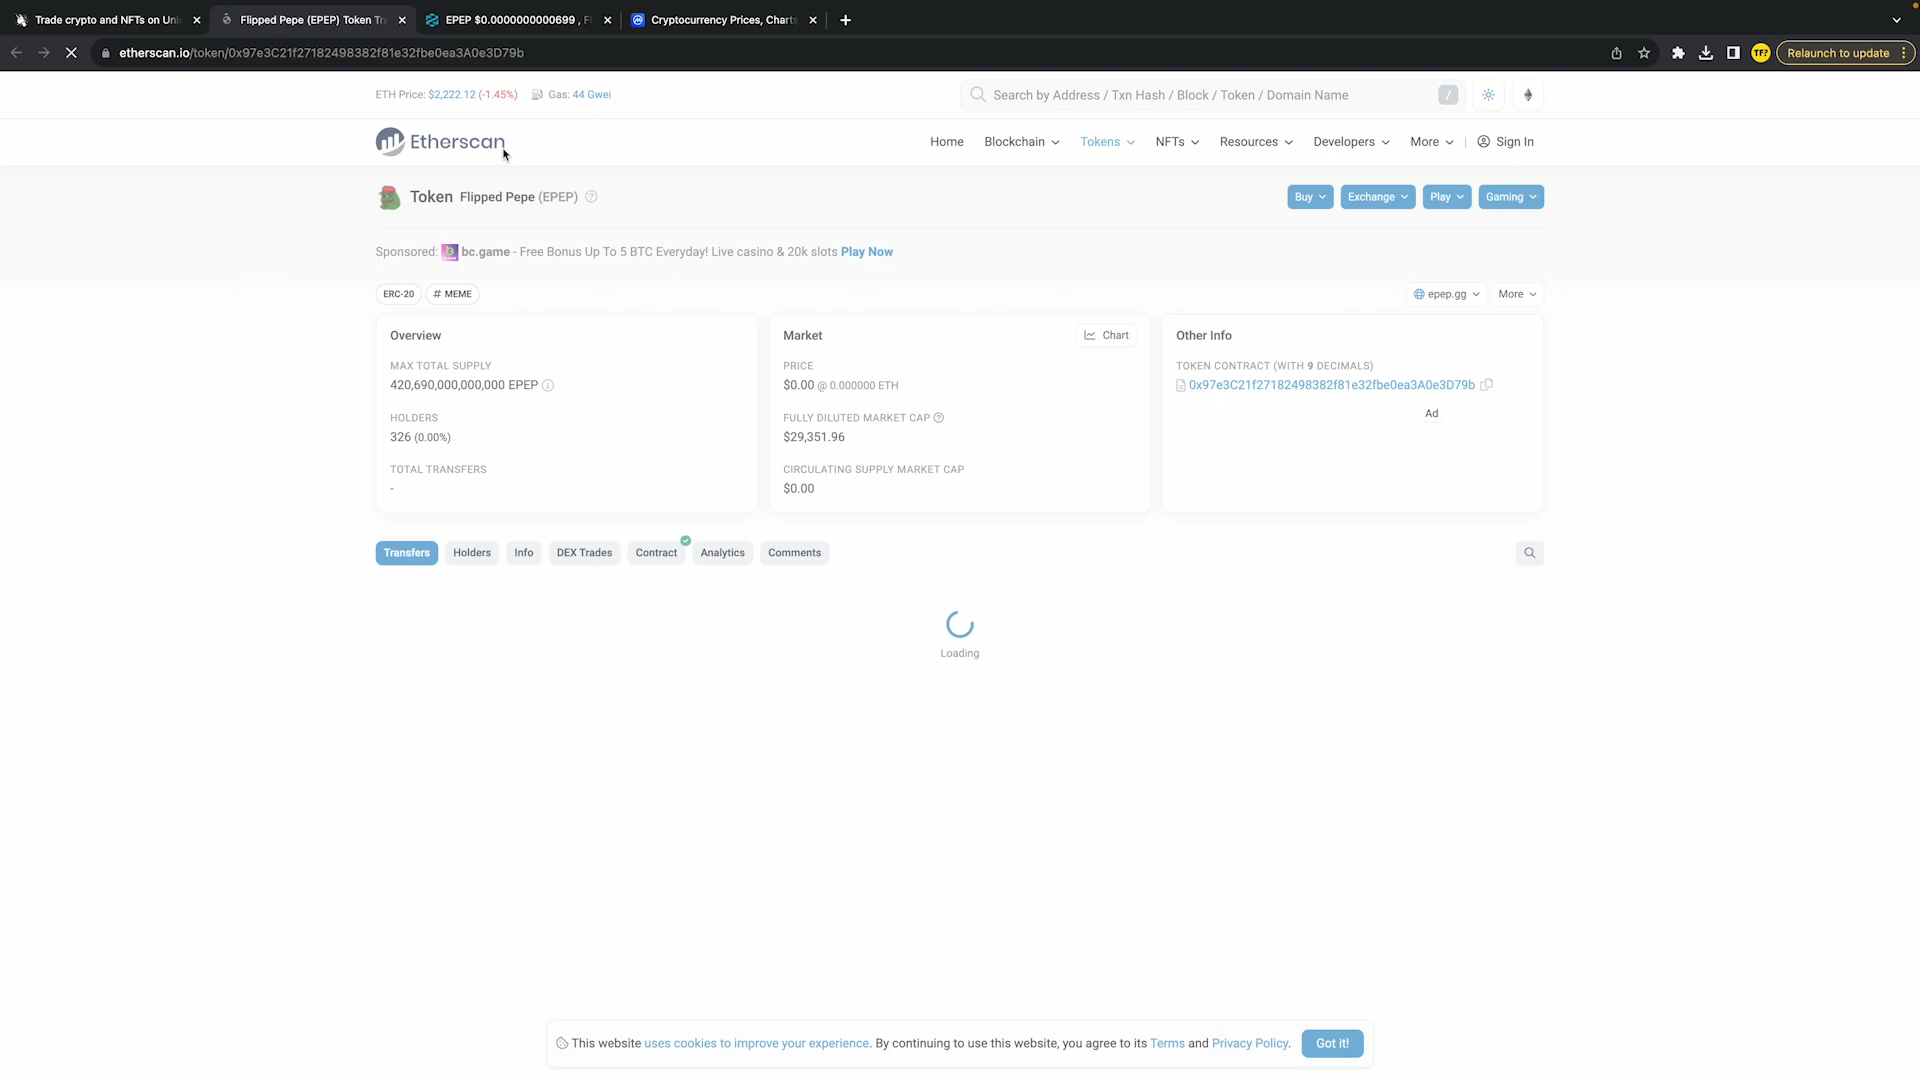 Trade crypto and NFTs on Uni
Flipped Pepe (EPEP) Token Tr
EPEP $0.0000000000699 , F
Cryptocurrency Prices, Charts
etherscan.io/token/0x97e3C21f27182498382f81e32fbe0ea3A0e3D79b
TF?
Relaunch to update
ETH Price: $2,222.12 (-1.45%)
Gas: 44 Gwei
Search by Address / Txn Hash / Block / Token / Domain Name
/
Etherscan
Home
Blockchain
Tokens
NFTs
Resources
Developers
More
Sign In
Token Flipped Pepe (EPEP)
Buy
Exchange
Play
Gaming
Sponsored: bc.game - Free Bonus Up To 5 BTC Everyday! Live casino & 20k slots Play Now
ERC-20
# MEME
epep.gg
More
Overview
MAX TOTAL SUPPLY
420,690,000,000,000 EPEP
HOLDERS
326 (0.00%)
TOTAL TRANSFERS
-
Market
Chart
PRICE
$0.00 @ 0.000000 ETH
FULLY DILUTED MARKET CAP
$29,351.96
CIRCULATING SUPPLY MARKET CAP
$0.00
Other Info
TOKEN CONTRACT (WITH 9 DECIMALS)
0x97e3C21f27182498382f81e32fbe0ea3A0e3D79b
Ad
Transfers
Holders
Info
DEX Trades
Contract
Analytics
Comments
Loading
This website uses cookies to improve your experience. By continuing to use this website, you agree to its Terms and Privacy Policy.
Got it!